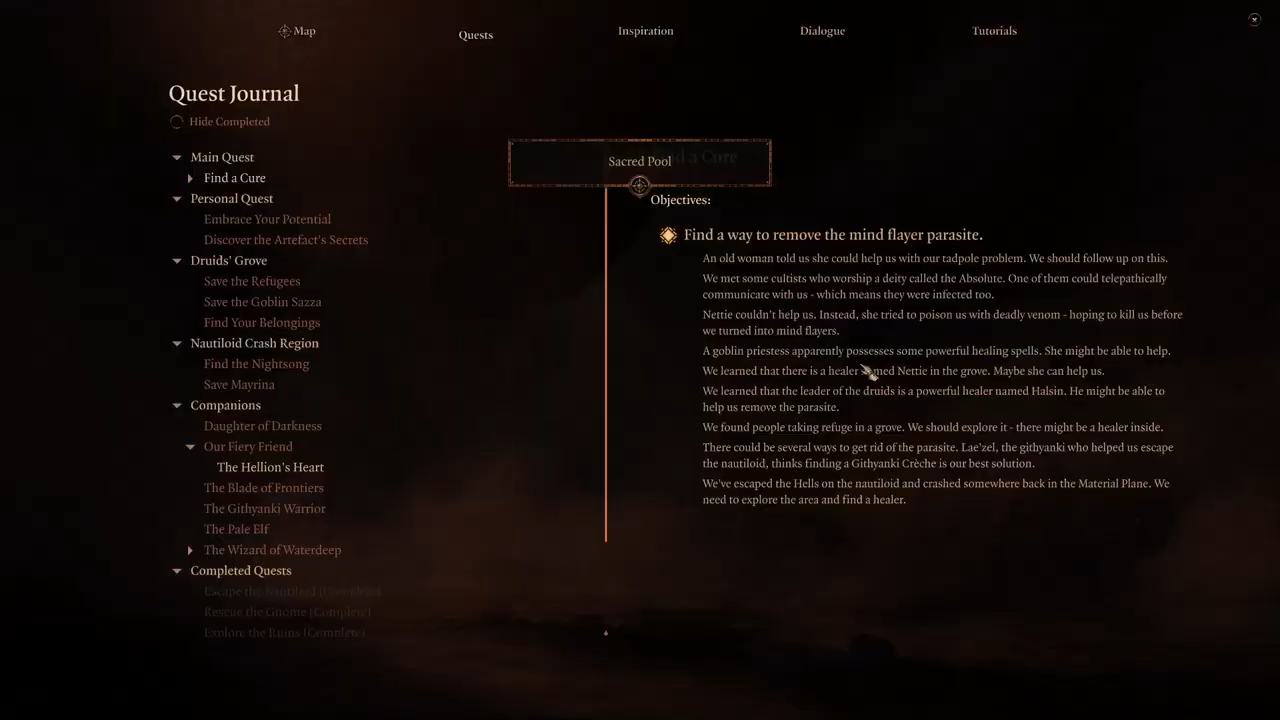 Map
Quests
Inspiration
Dialogue
Tutorials
Quest Journal
Hide Completed
Main Quest
Find a Cure
Personal Quest
Embrace Your Potential
Discover the Artefact's Secrets
Druids' Grove
Save the Refugees
Save the Goblin Sazza
Find Your Belongings
Nautiloid Crash Region
Find the Nightsong
Save Mayrina
Companions
Daughter of Darkness
Our Fiery Friend
The Hellion's Heart
The Blade of Frontiers
The Githyanki Warrior
The Pale Elf
The Wizard of Waterdeep
Completed Quests
Escape the Nautiloid (Complete)
Rescue the Gnome (Complete)
Explore the Ruins (Complete)
Sacred Pool
a Cure
Objectives:
Find a way to remove the mind flayer parasite.
An old woman told us she could help us with our tadpole problem. We should follow up on this.
We met some cultists who worship a deity called the Absolute. One of them could telepathically
communicate with us - which means they were infected too.
Nettie couldn't help us. Instead, she tried to poison us with deadly venom - hoping to kill us before
we turned into mind flayers.
A goblin priestess apparently possesses some powerful healing spells. She might be able to help.
We learned that there is a healer named Nettie in the grove. Maybe she can help us.
We learned that the leader of the druids is a powerful healer named Halsin. He might be able to
help us remove the parasite.
We found people taking refuge in a grove. We should explore it - there might be a healer inside.
There could be several ways to get rid of the parasite. Lae'zel, the githyanki who helped us escape
the nautiloid, thinks finding a Githyanki Crèche is our best solution.
We've escaped the Hells on the nautiloid and crashed somewhere back in the Material Plane. We
need to explore the area and find a healer.